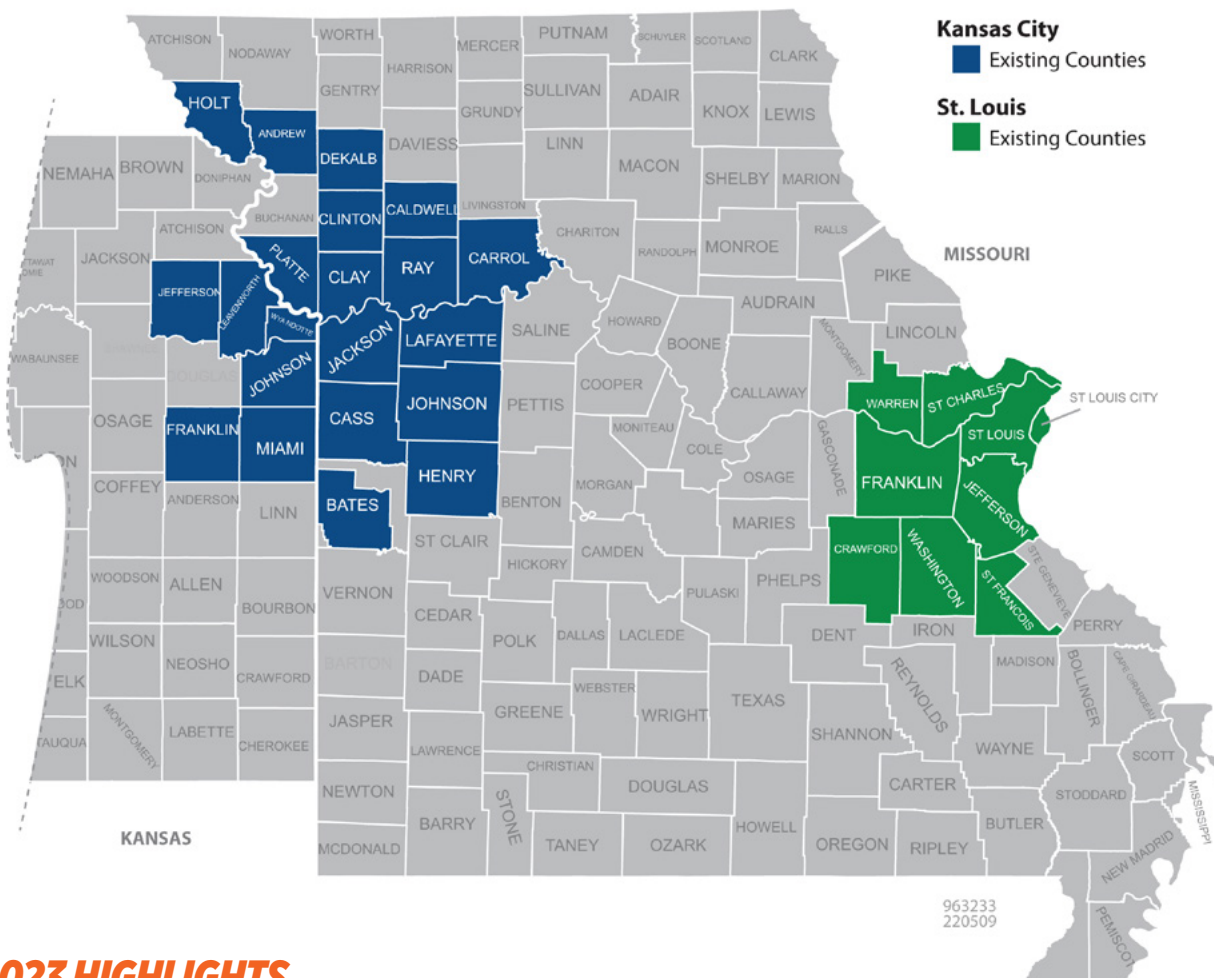 Kansas City
Existing Counties
St. Louis
Existing Counties
ATCHISON
NODAWAY
WORTH
HARRISON
MERCER
PUTNAM
SCHUYLER
SCOTLAND
CLARK
GENTRY
SULLIVAN
ADAIR
KNOX
LEWIS
HOLT
ANDREW
DEKALB
DAVIESS
GRUNDY
LINN
MACON
SHELBY
MARION
NEMAHA
BROWN
DONIPHAN
BUCHANAN
CLINTON
CALDWELL
LIVINGSTON
CHARITON
RANDOLPH
MONROE
RALLS
MISSOURI
ATCHISON
JACKSON
PLATTE
CLAY
RAY
CARROL
PIKE
AUDRAIN
JEFFERSON
LEAVENWORTH
WYANDOTTE
JACKSON
LAFAYETTE
SALINE
HOWARD
BOONE
MONTGOMERY
LINCOLN
WABAUNSEE
DOUGLAS
JOHNSON
COOPER
CALLAWAY
WARREN
ST CHARLES
ST LOUIS CITY
OSAGE
FRANKLIN
MIAMI
CASS
JOHNSON
PETTIS
MONITEAU
COLE
OSAGE
GASCONADE
ST LOUIS
FRANKLIN
JEFFERSON
COFFEY
ANDERSON
LINN
BATES
HENRY
BENTON
MORGAN
MARIES
CRAWFORD
WASHINGTON
ST FRANCOIS
STE GENEVIEVE
ST CLAIR
HICKORY
CAMDEN
PULASKI
PHELPS
PERRY
WOODSON
ALLEN
BOURBON
VERNON
CEDAR
POLK
DALLAS
LACLEDE
DENT
IRON
MADISON
BOLLINGER
CAPE GIRARDEAU
WILSON
NEOSHO
CRAWFORD
BARTON
DADE
WEBSTER
TEXAS
REYNOLDS
ELK
MONTGOMERY
LABETTE
CHEROKEE
JASPER
LAWRENCE
GREENE
WRIGHT
SHANNON
WAYNE
SCOTT
TAUQUA
CHRISTIAN
DOUGLAS
CARTER
STODDARD
MISSISSIPPI
NEWTON
BARRY
STONE
HOWELL
BUTLER
KANSAS
MCDONALD
TANEY
OZARK
OREGON
RIPLEY
NEW MADRID
963233
220509
PEMISCOT
023 HIGHLIGHTS